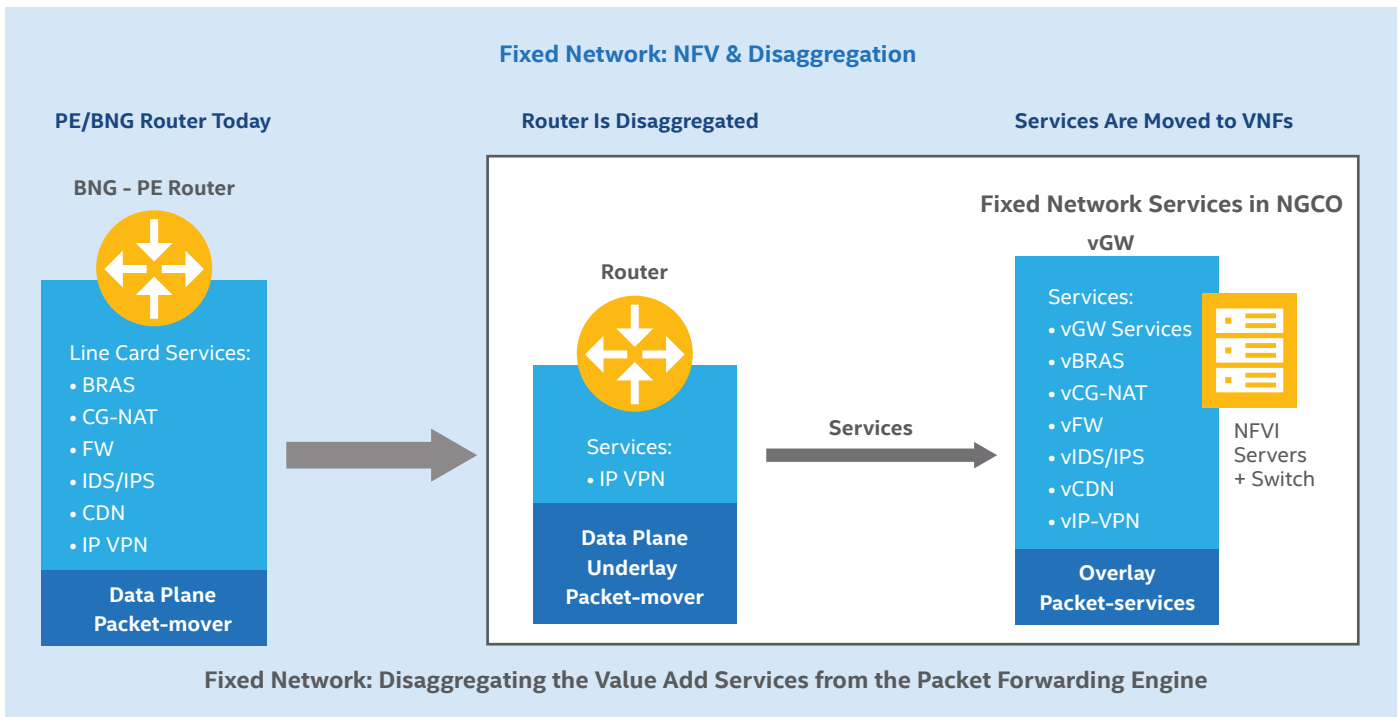 Fixed Network: NFV & Disaggregation
PE/BNG Router Today
Router Is Disaggregated
Services Are Moved to VNFs
BNG - PE Router
Line Card Services:
• BRAS
• CG-NAT
• FW
• IDS/IPS
• CDN
• IP VPN
Data Plane
Packet-mover
Router
Services:
• IP VPN
Data Plane
Underlay
Packet-mover
Services
Fixed Network Services in NGCO
vGW
Services:
• vGW Services
• vBRAS
• vCG-NAT
• vFW
• vIDS/IPS
• vCDN
• vIP-VPN
Overlay
Packet-services
NFVI
Servers
+ Switch
Fixed Network: Disaggregating the Value Add Services from the Packet Forwarding Engine